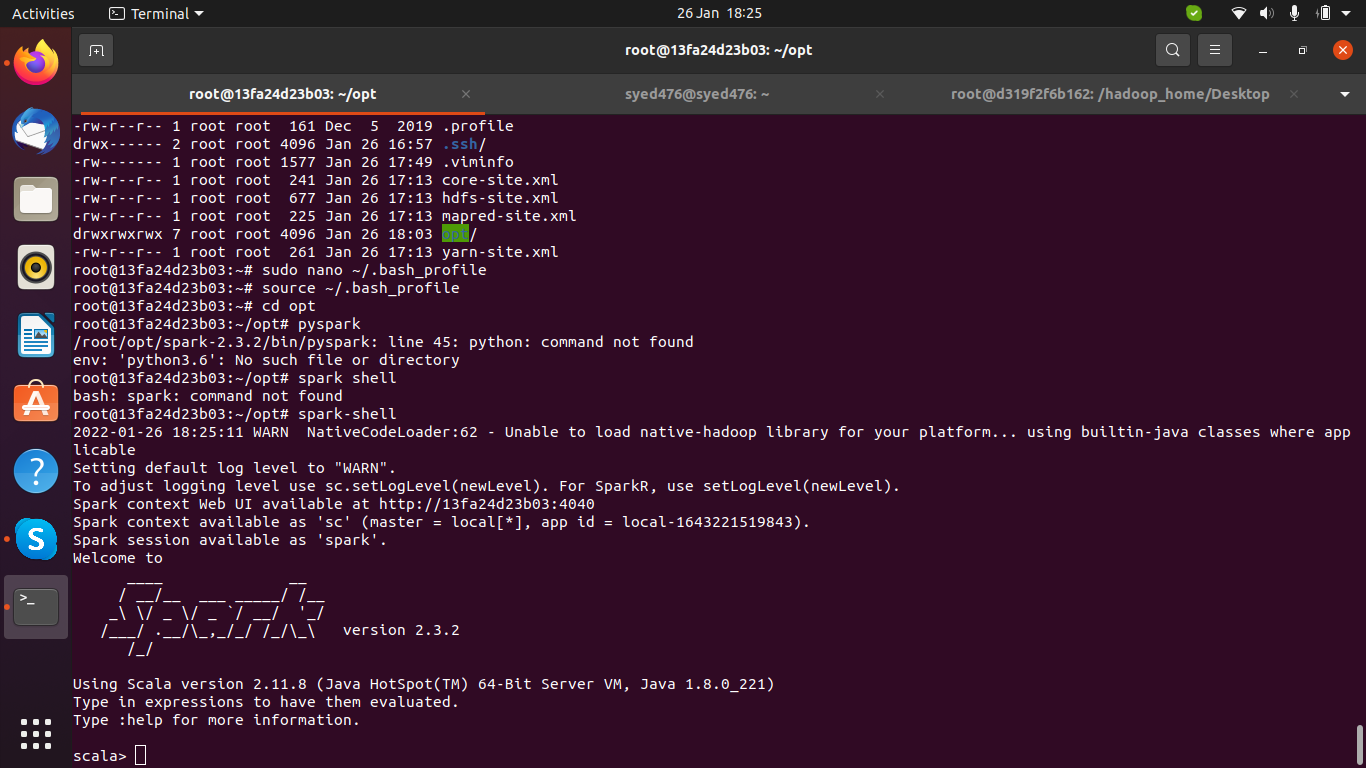 Activities
Terminal
26 Jan 18:25
root@13fa24d23b03: ~/opt
root@13fa24d23b03: ~/opt
syed476@syed476: ~
root@d319f2f6b162: /hadoop_home/Desktop
-rw-r--r-- 1 root root  161 Dec  5  2019 .profile
drwx------ 2 root root 4096 Jan 26 16:57 .ssh/
-rw------- 1 root root 1577 Jan 26 17:49 .viminfo
-rw-r--r-- 1 root root  241 Jan 26 17:13 core-site.xml
-rw-r--r-- 1 root root  677 Jan 26 17:13 hdfs-site.xml
-rw-r--r-- 1 root root  225 Jan 26 17:13 mapred-site.xml
drwxrwxrwx 7 root root 4096 Jan 26 18:03 opt/
-rw-r--r-- 1 root root  261 Jan 26 17:13 yarn-site.xml
root@13fa24d23b03:~# sudo nano ~/.bash_profile
root@13fa24d23b03:~# source ~/.bash_profile
root@13fa24d23b03:~# cd opt
root@13fa24d23b03:~/opt# pyspark
/root/opt/spark-2.3.2/bin/pyspark: line 45: python: command not found
env: 'python3.6': No such file or directory
root@13fa24d23b03:~/opt# spark shell
bash: spark: command not found
root@13fa24d23b03:~/opt# spark-shell
2022-01-26 18:25:11 WARN  NativeCodeLoader:62 - Unable to load native-hadoop library for your platform... using builtin-java classes where app
licable
Setting default log level to "WARN".
To adjust logging level use sc.setLogLevel(newLevel). For SparkR, use setLogLevel(newLevel).
Spark context Web UI available at http://13fa24d23b03:4040
Spark context available as 'sc' (master = local[*], app id = local-1643221519843).
Spark session available as 'spark'.
Welcome to
      ____              __
     / __/__  ___ _____/ /__
    _\ \/ _ \/ _ `/ __/  '_/
   /___/ .__/\_,_/_/ /_/\_\   version 2.3.2
      /_/
Using Scala version 2.11.8 (Java HotSpot(TM) 64-Bit Server VM, Java 1.8.0_221)
Type in expressions to have them evaluated.
Type :help for more information.
scala>